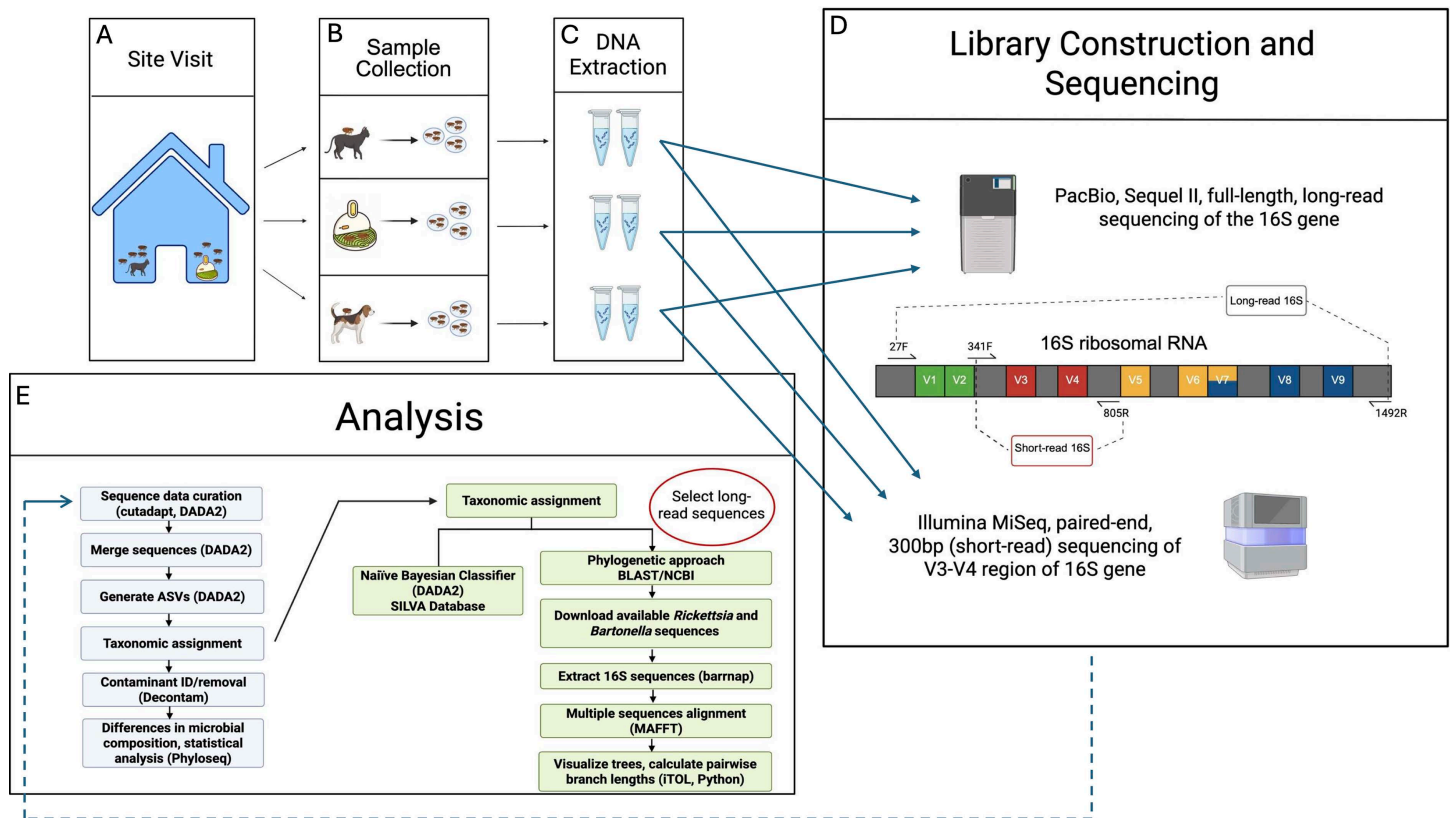 A
Site Visit
B
Sample
Collection
C
DNA
Extraction
D
Library Construction and
Sequencing
PacBio, Sequel II, full-length, long-read
sequencing of the 16S gene
Long-read 16S
16S ribosomal RNA
27F
341F
V1
V2
V3
V4
V5
V6
V7
V8
V9
805R
1492R
Short-read 16S
Illumina MiSeq, paired-end,
300bp (short-read) sequencing of
V3-V4 region of 16S gene
E
Analysis
Sequence data curation
(cutadapt, DADA2)
Merge sequences (DADA2)
Generate ASVs (DADA2)
Taxonomic assignment
Contaminant ID/removal
(Decontam)
Differences in microbial
composition, statistical
analysis (Phyloseq)
Taxonomic assignment
Select long-
read sequences
Naiïve Bayesian Classifier
(DADA2)
SILVA Database
Phylogenetic approach
BLAST/NCBI
Download available Rickettsia and
Bartonella sequences
Extract 16S sequences (barrnap)
Multiple sequences alignment
(MAFFT)
Visualize trees, calculate pairwise
branch lengths (iTOL, Python)